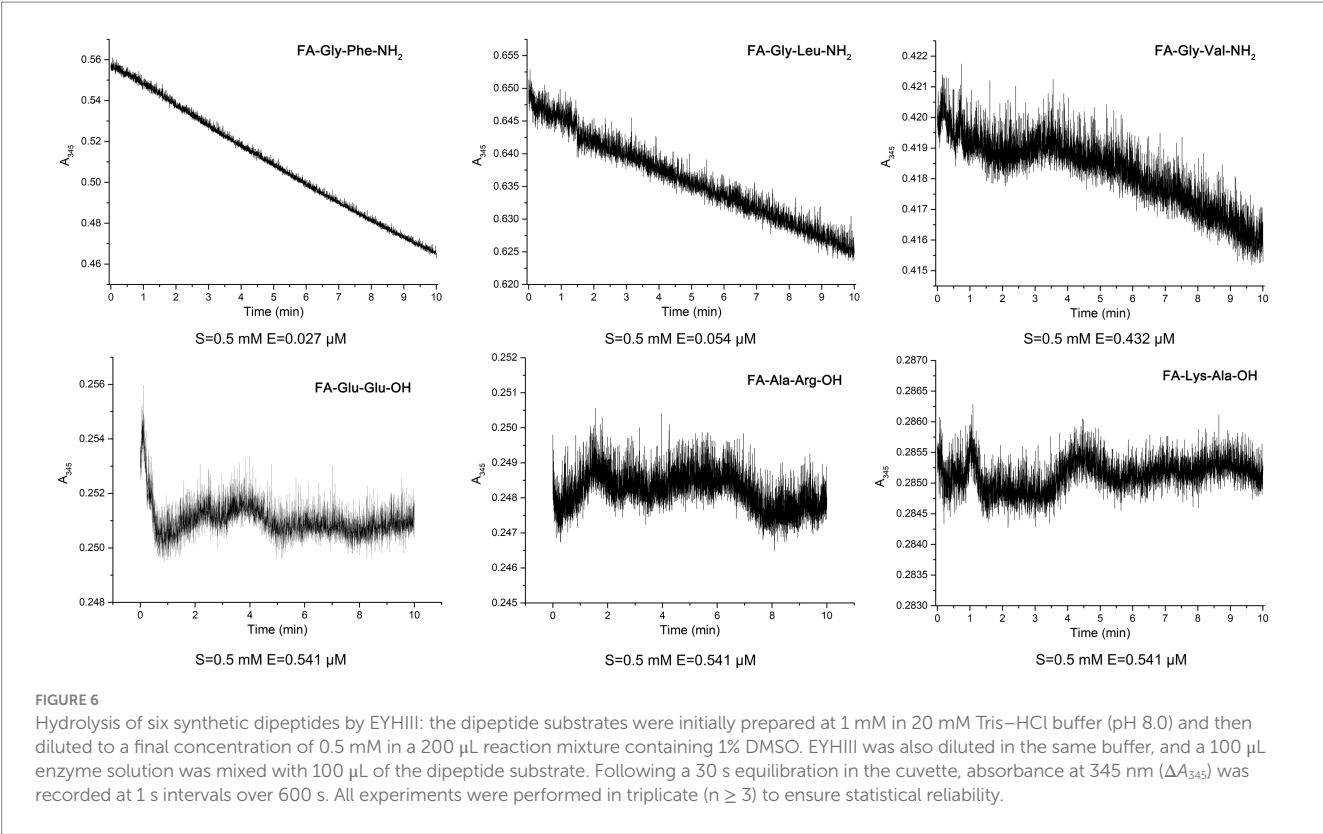 FA-Gly-Phe-NH₂
0.56
0.54
0.52
0.50
0.48
0.46
A₃₄₅
0 1 2 3 4 5 6 7 8 9 10
Time (min)
S=0.5 mM E=0.027 μM
FA-Gly-Leu-NH₂
0.655
0.650
0.645
0.640
0.635
0.630
0.625
0.620
A₃₄₅
0 1 2 3 4 5 6 7 8 9 10
Time (min)
S=0.5 mM E=0.054 μM
FA-Gly-Val-NH₂
0.422
0.421
0.420
0.419
0.418
0.417
0.416
0.415
A₃₄₅
0 1 2 3 4 5 6 7 8 9 10
Time (min)
S=0.5 mM E=0.432 μM
FA-Glu-Glu-OH
0.256
0.254
0.252
0.250
0.248
A₃₄₅
0 2 4 6 8 10
Time (min)
S=0.5 mM E=0.541 μM
FA-Ala-Arg-OH
0.252
0.251
0.250
0.249
0.248
0.247
0.246
0.245
A₃₄₅
0 2 4 6 8 10
Time (min)
S=0.5 mM E=0.541 μM
FA-Lys-Ala-OH
0.2870
0.2865
0.2860
0.2855
0.2850
0.2845
0.2840
0.2835
0.2830
A₃₄₅
0 1 2 3 4 5 6 7 8 9 10
Time (min)
S=0.5 mM E=0.541 μM
FIGURE 6
Hydrolysis of six synthetic dipeptides by EYHIII: the dipeptide substrates were initially prepared at 1 mM in 20 mM Tris–HCl buffer (pH 8.0) and then
diluted to a final concentration of 0.5 mM in a 200 μL reaction mixture containing 1% DMSO. EYHIII was also diluted in the same buffer, and a 100 μL
enzyme solution was mixed with 100 μL of the dipeptide substrate. Following a 30 s equilibration in the cuvette, absorbance at 345 nm (ΔA₃₄₅) was
recorded at 1 s intervals over 600 s. All experiments were performed in triplicate (n ≥ 3) to ensure statistical reliability.